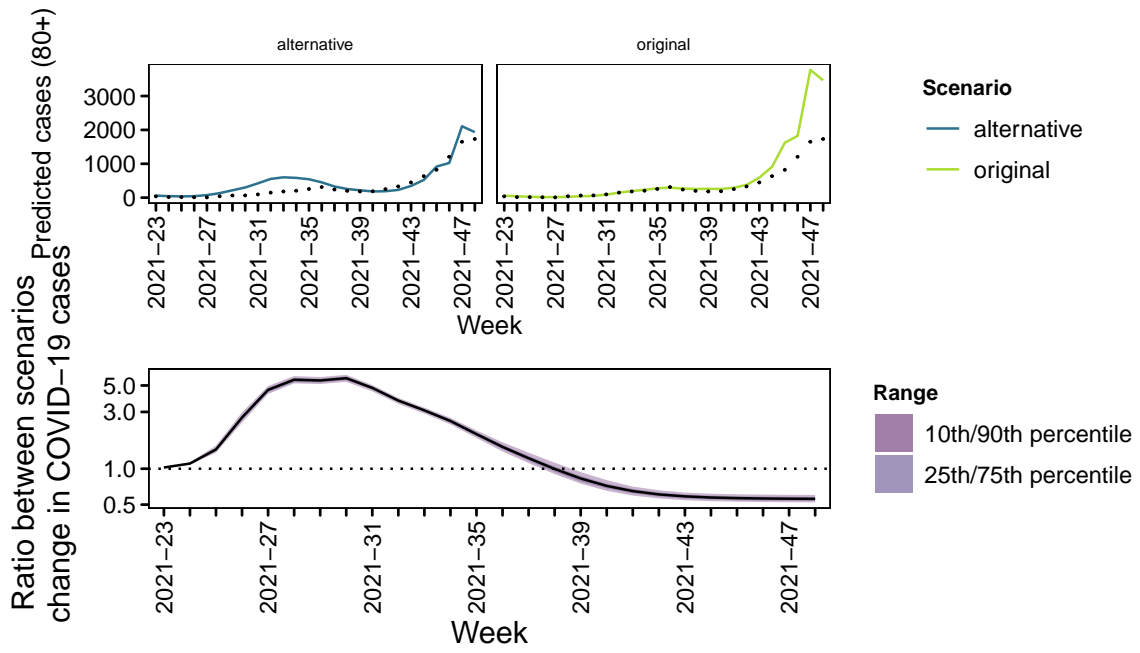 alternative
original
Predicted cases (80+)
3000
2000
1000
0
2021−23
2021−27
2021−31
2021−35
2021−39
2021−43
2021−47
2021−23
2021−27
2021−31
2021−35
2021−39
2021−43
2021−47
Week
Scenario
alternative
original
Ratio between scenarios
change in COVID−19 cases
5.0
3.0
1.0
0.5
2021−23
2021−27
2021−31
2021−35
2021−39
2021−43
2021−47
Week
Range
10th/90th percentile
25th/75th percentile